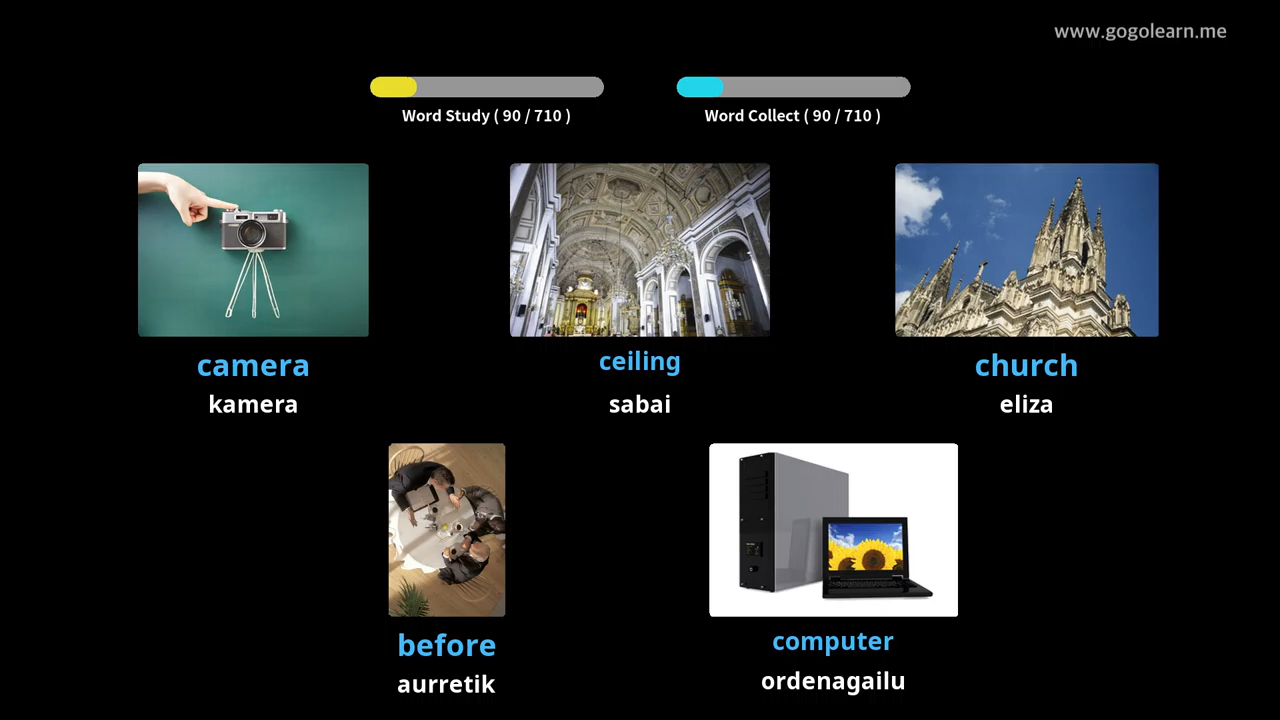 www.gogolearn.me
Word Study ( 90 / 710 )
Word Collect ( 90 / 710 )
camera
kamera
ceiling
sabai
church
eliza
before
aurretik
computer
ordenagailu